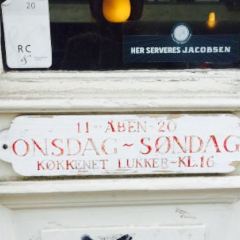 20
RC
HER SERVERES JACOBSEN
11-ÅBEN-20
ONSDAG~SØNDAG
KØKKENET LUKKER-KL.16